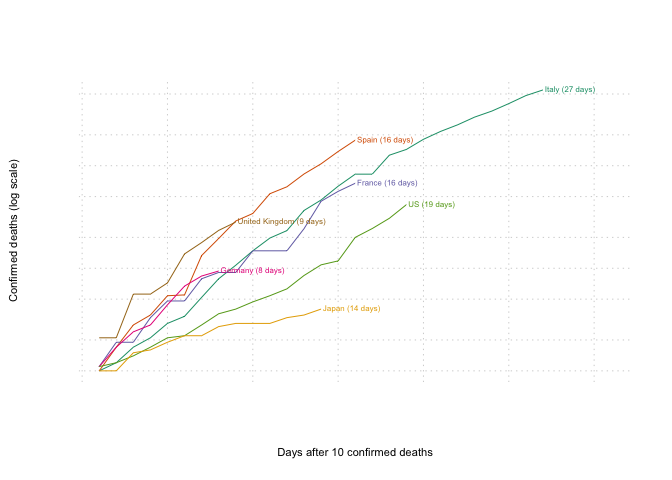 Italy (27 days)
Spain (16 days)
France (16 days)
US (19 days)
United Kingdom (9 days)
Germany (8 days)
Japan (14 days)
Confirmed deaths (log scale)
Days after 10 confirmed deaths